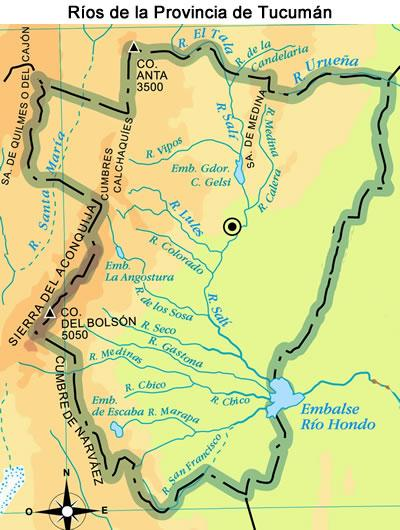 Ríos de la Provincia de Tucumán
R. El Tala
R. de la
Candelaria
R. Urueña
CO.
ANTA
3500
SA. DE QUILMES O DEL CAJÓN
R. Santa María
CUMBRES
CALCHAQUÍES
R. Vipos
R. Salí
SA. DE MEDINA
R. Medina
Emb. Gdor.
C. Gelsi
R. Calera
R. Lules
R. Colorado
SIERRA DEL ACONQUIJA
Emb.
La Angostura
R. de los Sosa
R. Salí
CO.
DEL BOLSÓN
5050
R. Seco
R. Gastona
R. Medinas
CUMBRE DE NARVÁEZ
R. Chico
R. Chico
Emb.
de Escaba
R. Marapa
Embalse
Río Hondo
R. San Francisco
N
O
E
S